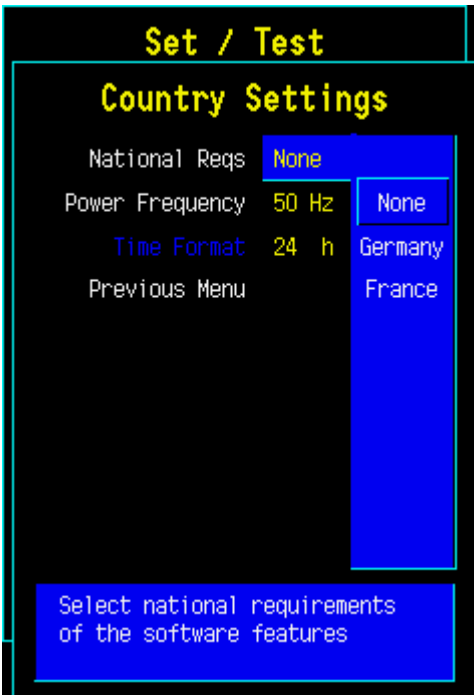 Set / Test
Country Settings
National Reqs None
Power Frequency 50 Hz None
Time Format 24 h Germany
Previous Menu France
Select national requirements
of the software features